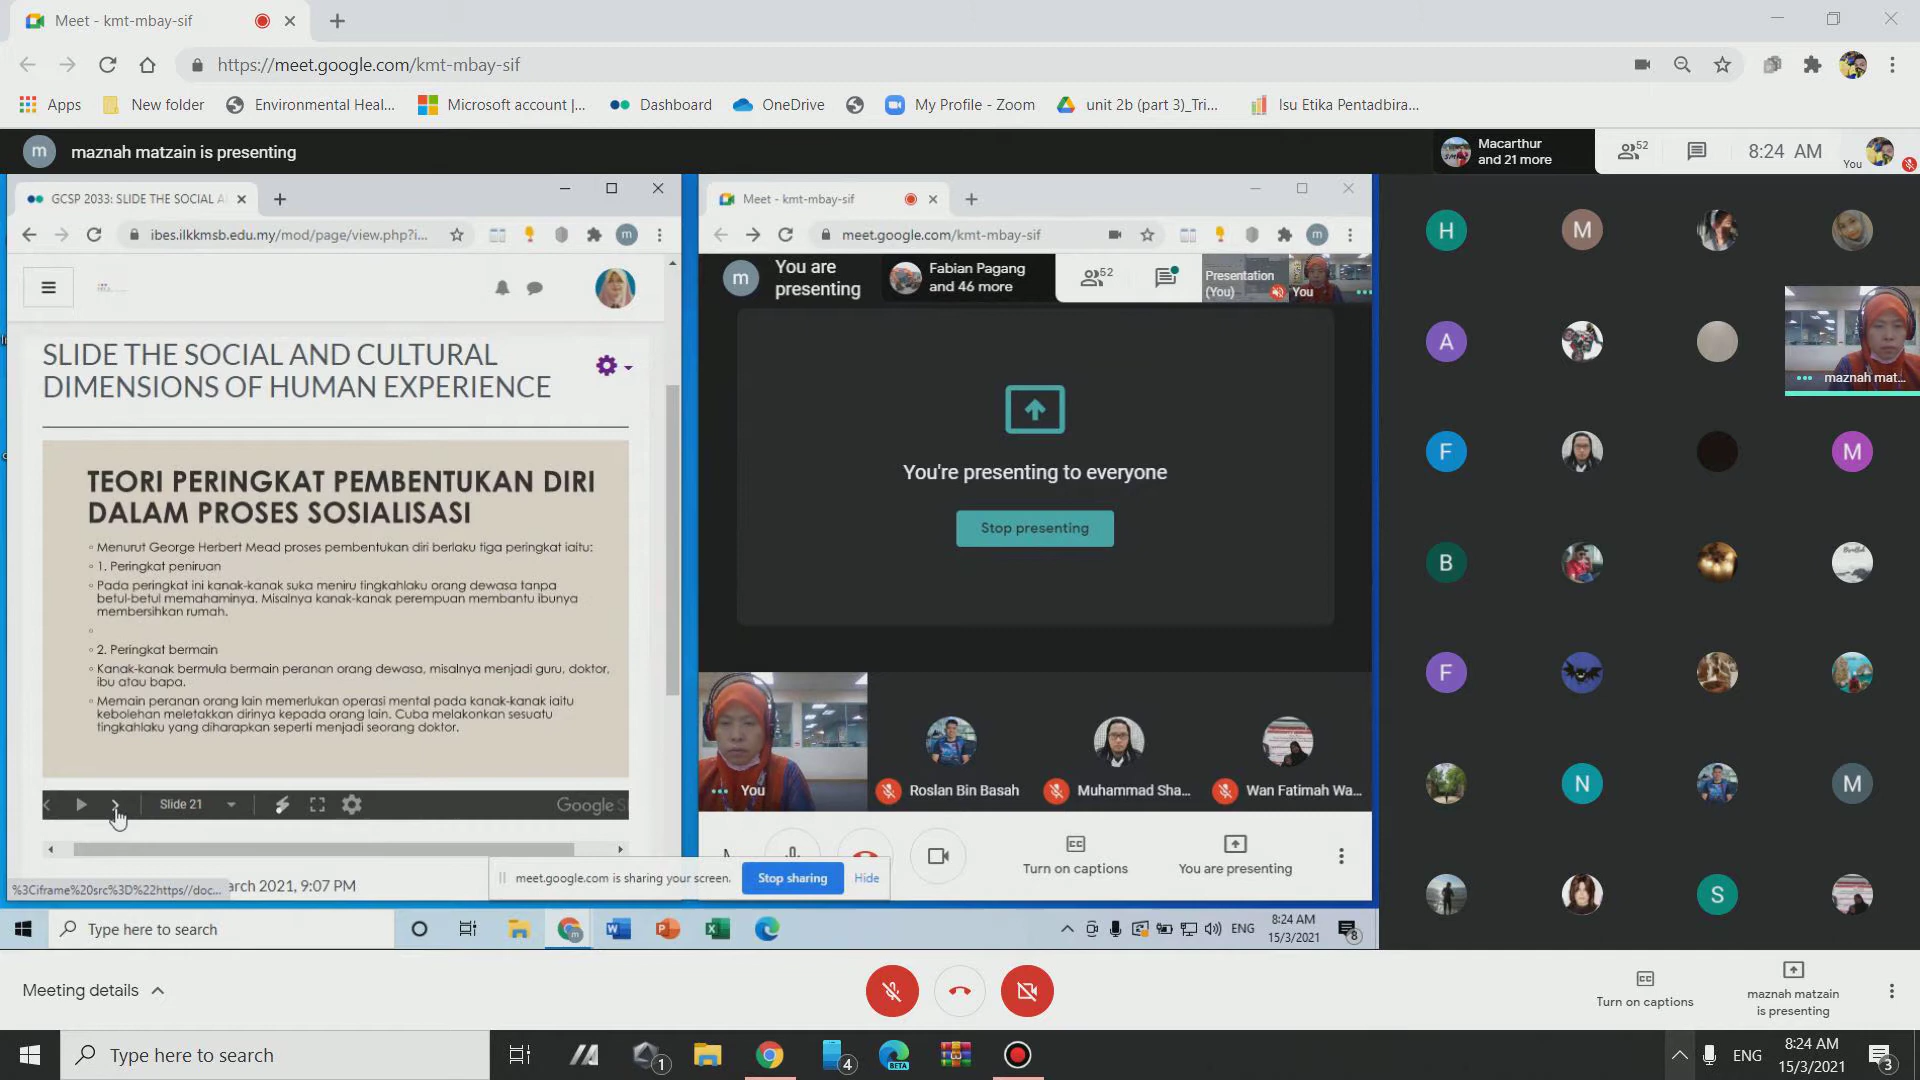 Meet - kmt-mbay-sif
https://meet.google.com/kmt-mbay-sif
Apps
New folder
Environmental Heal...
Microsoft account |...
Dashboard
OneDrive
My Profile - Zoom
unit 2b (part 3)_Tri...
Isu Etika Pentadbira...
m
maznah matzain is presenting
Macarthur
and 21 more
52
8:24 AM
You
GCSP 2033: SLIDE THE SOCIAL A
ibes.ilkkmsb.edu.my/mod/page/view.php?i...
m
SLIDE THE SOCIAL AND CULTURAL
DIMENSIONS OF HUMAN EXPERIENCE
TEORI PERINGKAT PEMBENTUKAN DIRI
DALAM PROSES SOSIALISASI
Menurut George Herbert Mead proses pembentukan diri berlaku tiga peringkat iaitu:
1. Peringkat peniruan
Pada peringkat ini kanak-kanak suka meniru tingkahlaku orang dewasa tanpa
betul-betul memahaminya. Misalnya kanak-kanak perempuan membantu ibunya
membersihkan rumah.
2. Peringkat bermain
Kanak-kanak bermula bermain peranan orang dewasa, misalnya menjadi guru, doktor,
ibu atau bapa.
Memain peranan orang lain memerlukan operasi mental pada kanak-kanak iaitu
kebolehan meletakkan dirinya kepada orang lain. Cuba melakonkan sesuatu
tingkahlaku yang diharapkan seperti menjadi seorang doktor.
Slide 21
Google S
arch 2021, 9:07 PM
%3Ciframe%20src%3D%22https//doc...
Meet - kmt-mbay-sif
meet.google.com/kmt-mbay-sif
m
m
You are
presenting
Fabian Pagang
and 46 more
52
Presentation
(You)
You
You're presenting to everyone
Stop presenting
You
Roslan Bin Basah
Muhammad Sha...
Wan Fatimah Wa...
Turn on captions
You are presenting
meet.google.com is sharing your screen.
Stop sharing
Hide
Type here to search
ENG
8:24 AM
15/3/2021
8
H
M
A
maznah mat...
F
M
B
F
N
M
S
Meeting details
Turn on captions
maznah matzain
is presenting
Type here to search
1
4
BETA
ENG
8:24 AM
15/3/2021
3